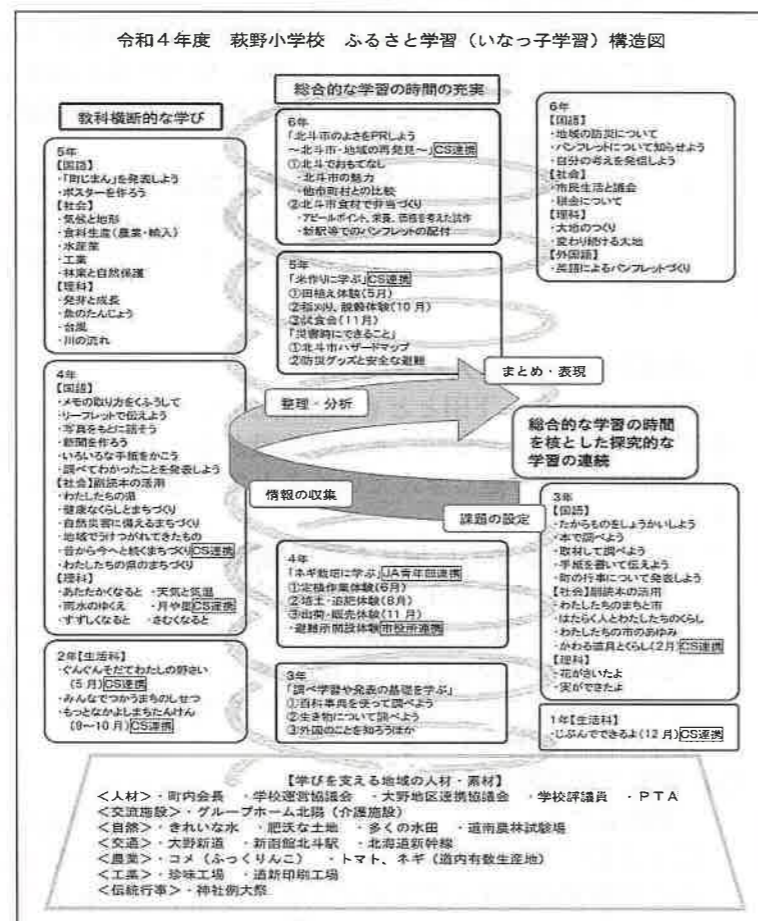 令和4年度 萩野小学校 ふるさと学習(いなっ子学習)構造図
教科横断的な学び
5年
【国語】
・「町じまん」を発表しよう
・ポスターを作ろう
【社会】
・気候と地形
・食料生産(農業・輸入)
・水産業
・工業
・林業と自然保護
【理科】
・発芽と成長
・魚のたんじょう
・台風
・川の流れ
4年
【国語】
・メモの取り方をくふうして
・リーフレットで伝えよう
・写真をもとに話そう
・新聞を作ろう
・いろいろな手紙をかこう
・調べてわかったことを発表しよう
【社会】副読本の活用
・わたしたちの県
・健康なくらしとまちづくり
・自然災害に備えるまちづくり
・地域でうけつがれてきたもの
・昔から今へと続くまちづくりCS連携
・わたしたちの県のまちづくり
【理科】
・あたたかくなると ・天気と気温
・雨水のゆくえ ・月や星CS連携
・すずしくなると ・さむくなると
2年【生活科】
・ぐんぐんそだてわたしの野さい
(5月)CS連携
・みんなでつかうまちのしせつ
・もっとなかよしまちたんけん
(9～10月)CS連携
総合的な学習の時間の充実
6年
「北斗市のよさをPRしよう
～北斗市・地域の再発見～」CS連携
①北斗でおもてなし
・北斗市の魅力
・他市町村との比較
②北斗市食材で弁当づくり
・アピールポイント、栄養、価格を考えた試作
・新駅等でのパンフレットの配付
5年
「米作りに学ぶ」CS連携
①田植え体験(5月)
②稲刈り、脱穀体験(10月)
③試食会(11月)
「災害時にできること」
①北斗市ハザードマップ
②防災グッズと安全な避難
まとめ・表現
整理・分析
情報の収集
課題の設定
4年
「ネギ栽培に学ぶ」JA青年部連携
①定植作業体験(6月)
②培土・追肥体験(8月)
③出荷・販売体験(11月)
・避難所開設体験市役所連携
3年
「調べ学習や発表の基礎を学ぶ」
①百科事典を使って調べよう
②生き物について調べよう
③外国のことを知ろうほか
6年
【国語】
・地域の防災について
・パンフレットについて知らせよう
・自分の考えを発信しよう
【社会】
・市民生活と議会
・税金について
【理科】
・大地のつくり
・変わり続ける大地
【外国語】
・英語によるパンフレットづくり
総合的な学習の時間
を核とした探究的な
学習の連続
3年
【国語】
・たからものをしょうかいしよう
・本で調べよう
・取材して調べよう
・手紙を書いて伝えよう
・町の行事について発表しよう
【社会】副読本の活用
・わたしたちのまちと市
・はたらく人とわたしたちのくらし
・わたしたちの市のあゆみ
・かわる道具とくらし(2月)CS連携
【理科】
・花がさいたよ
・実ができたよ
1年【生活科】
・じぶんでできるよ(12月)CS連携
【学びを支える地域の人材・素材】
＜人材＞・町内会長 ・学校運営協議会 ・大野地区連携協議会 ・学校評議員 ・PTA
＜交流施設＞・グループホーム北陽(介護施設)
＜自然＞・きれいな水 ・肥沃な土地 ・多くの水田 ・道南農林試験場
＜交通＞・大野新道 ・新函館北斗駅 ・北海道新幹線
＜農業＞・コメ(ふっくりんこ) ・トマト、ネギ(道内有数生産地)
＜工業＞・珍味工場 ・道新印刷工場
＜伝統行事＞・神社例大祭